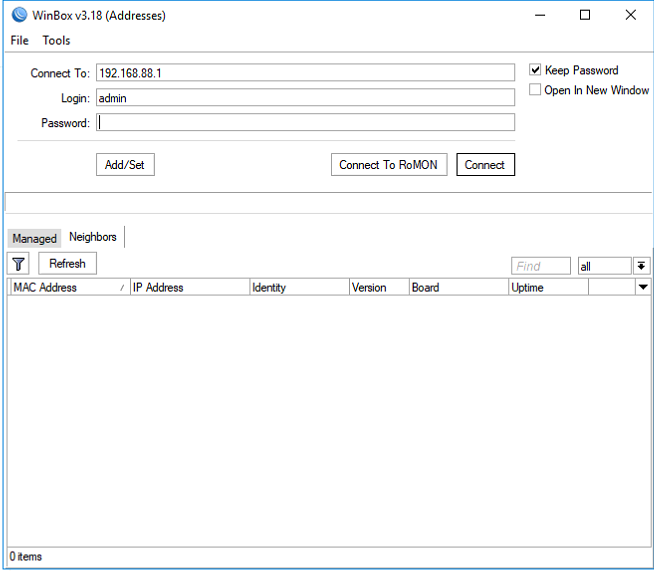 WinBox v3.18 (Addresses)
File Tools
Connect To: 192.168.88.1 Keep Password
Login: admin Open In New Window
Password:
Add/Set Connect To RoMON Connect
Managed Neighbors
Refresh Find all
MAC Address IP Address Identity Version Board Uptime
0 items